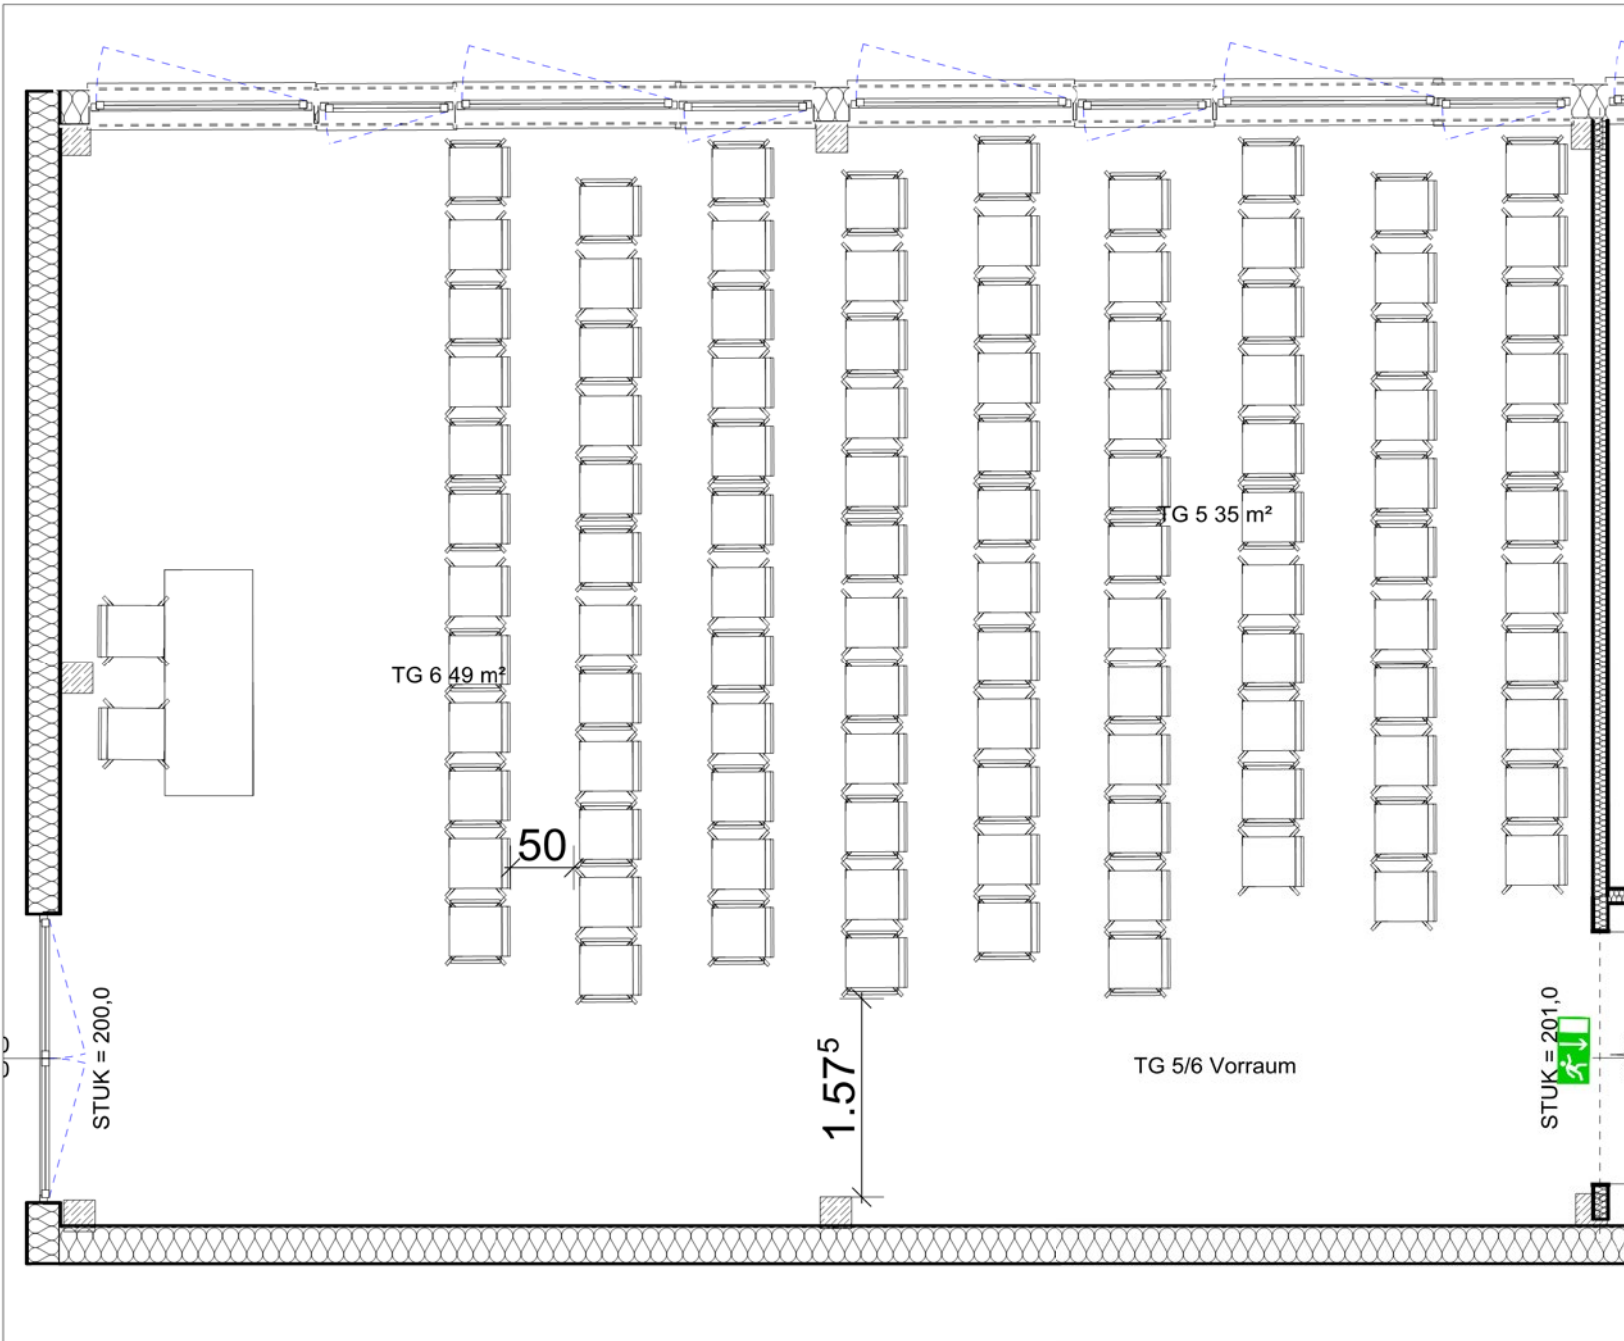 TG 5 35 m²
TG 6 49 m²
50
STUK = 200,0
1.57⁵
TG 5/6 Vorraum
STUK = 201,0